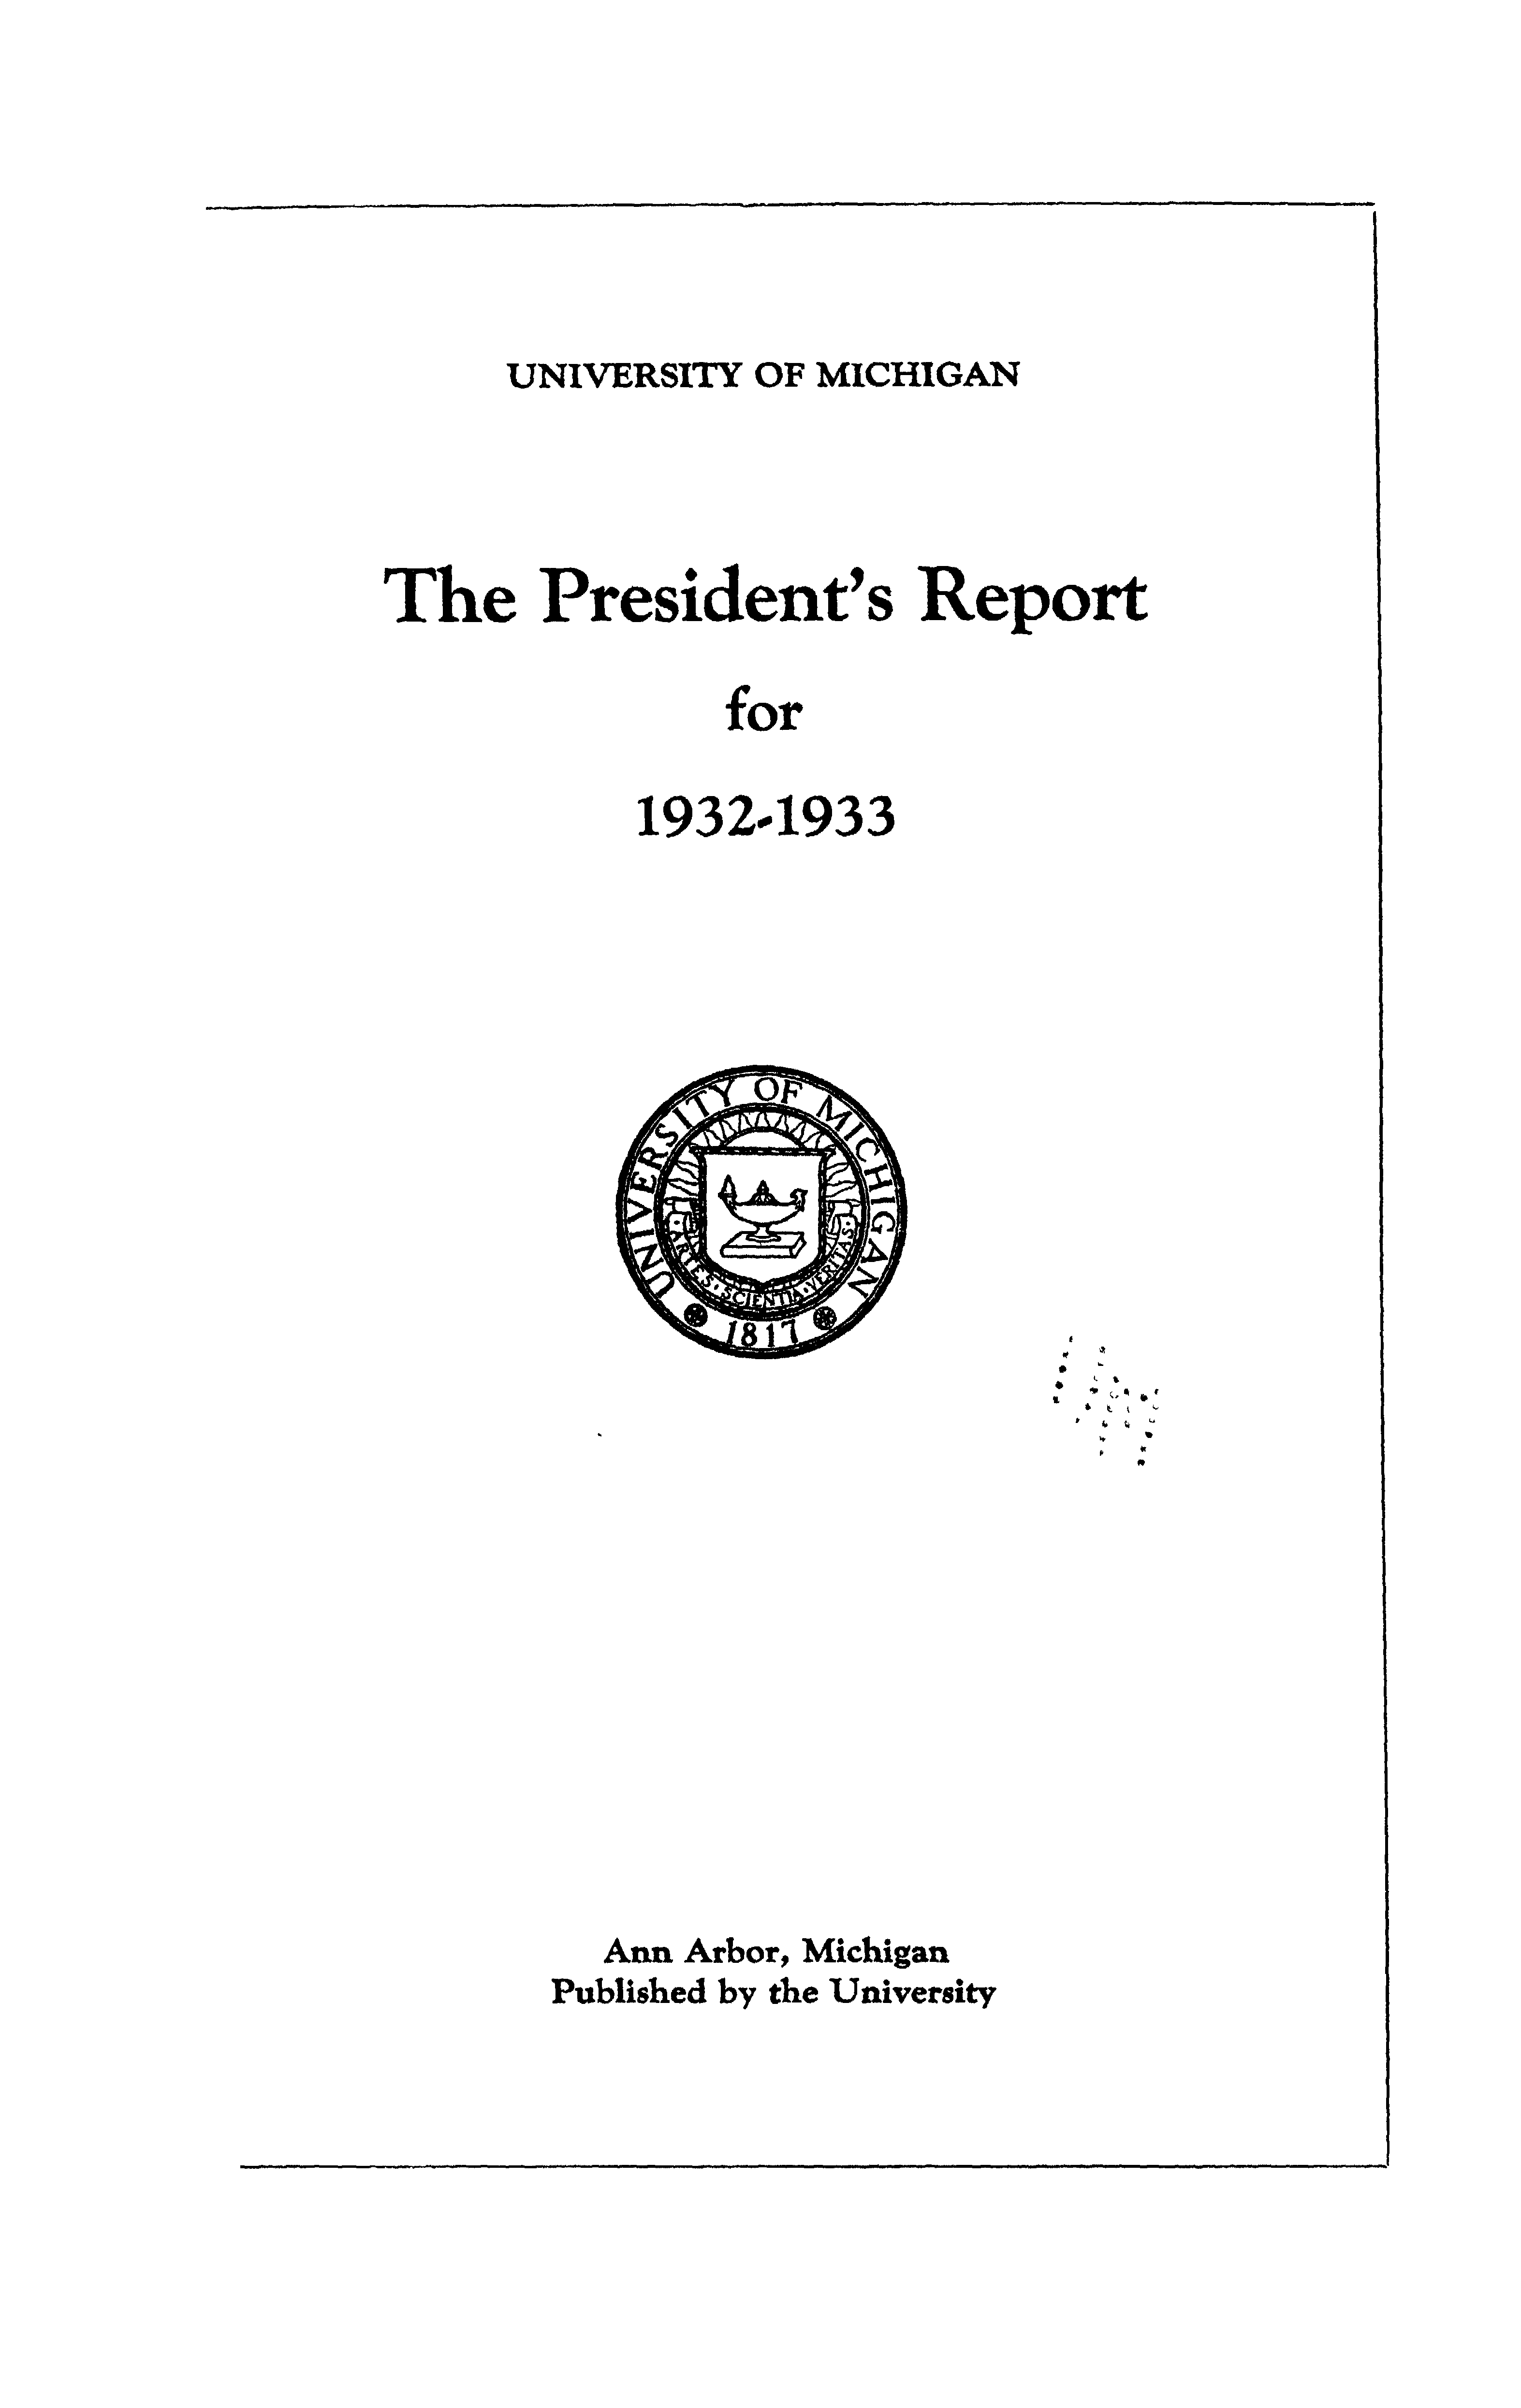 UNIVERSITY OF MICHIGAN
The President's Report
for
1932-1933
UNIVERSITY OF MICHIGAN
ARTES · SCIENTIA · VERITAS
1817
Ann Arbor, Michigan
Published by the University